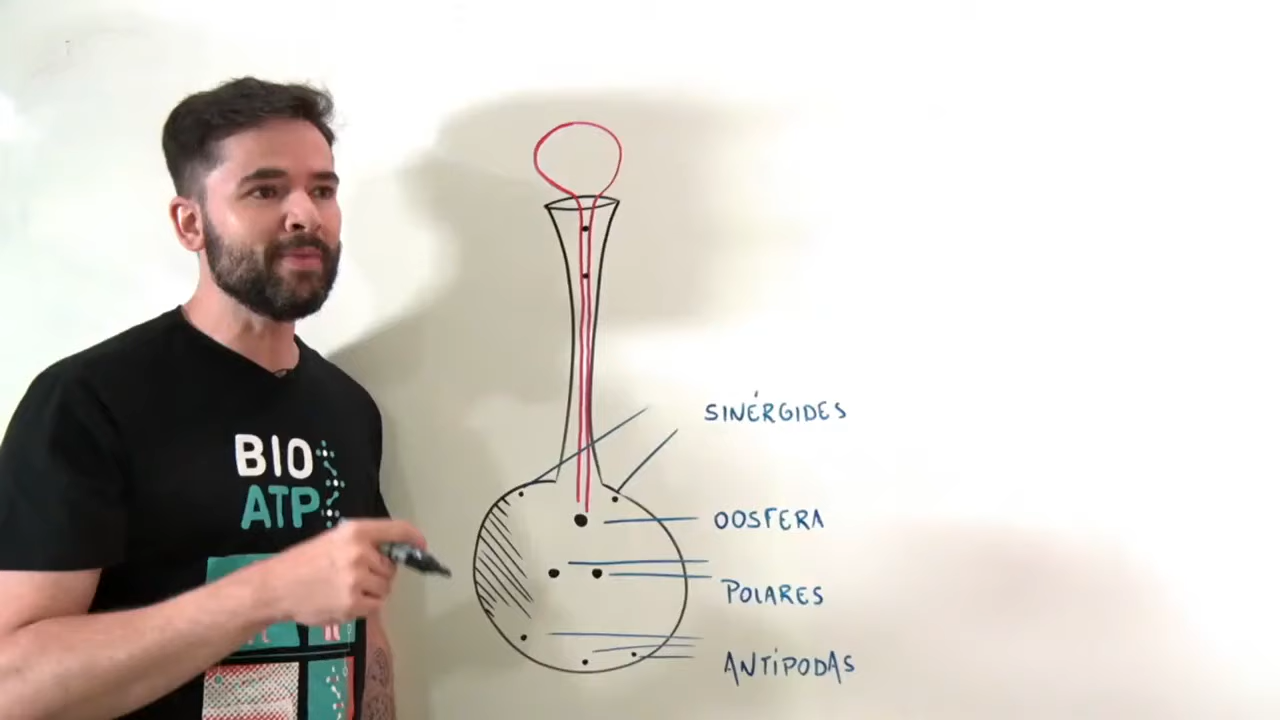 BIO
ATP
SINÉRGIDES
OOSFERA
POLARES
ANTÍPODAS